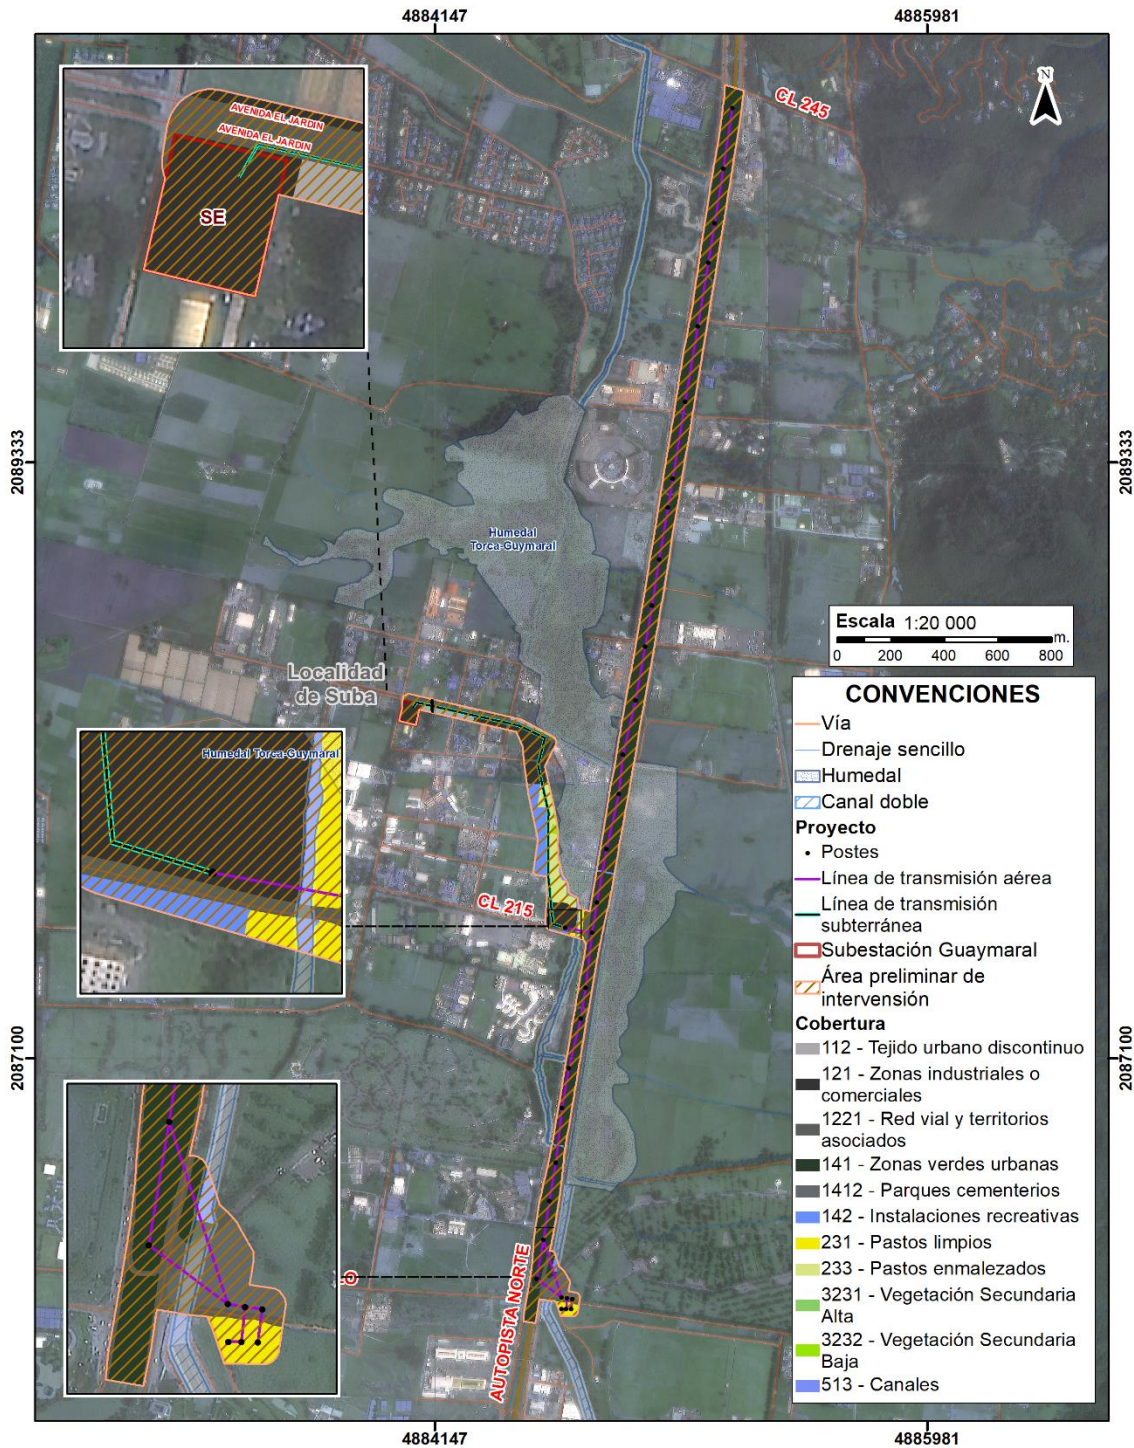 4884147
4885981
N
CL 245
AVENIDA EL JARDIN
AVENIDA EL JARDIN
SE
2089333
2089333
Humedal
Torca-Guymaral
Escala 1:20 000
m.
0 200 400 600 800
Localidad
de Suba
Humedal Torca-Guymaral
CL 215
CONVENCIONES
Vía
Drenaje sencillo
Humedal
Canal doble
Proyecto
Postes
Línea de transmisión aérea
Línea de transmisión
subterránea
Subestación Guaymaral
Área preliminar de
intervención
Cobertura
112 - Tejido urbano discontinuo
121 - Zonas industriales o
comerciales
1221 - Red vial y territorios
asociados
141 - Zonas verdes urbanas
1412 - Parques cementerios
142 - Instalaciones recreativas
231 - Pastos limpios
233 - Pastos enmalezados
3231 - Vegetación Secundaria
Alta
3232 - Vegetación Secundaria
Baja
513 - Canales
2087100
2087100
AUTOPISTA NORTE
4884147
4885981